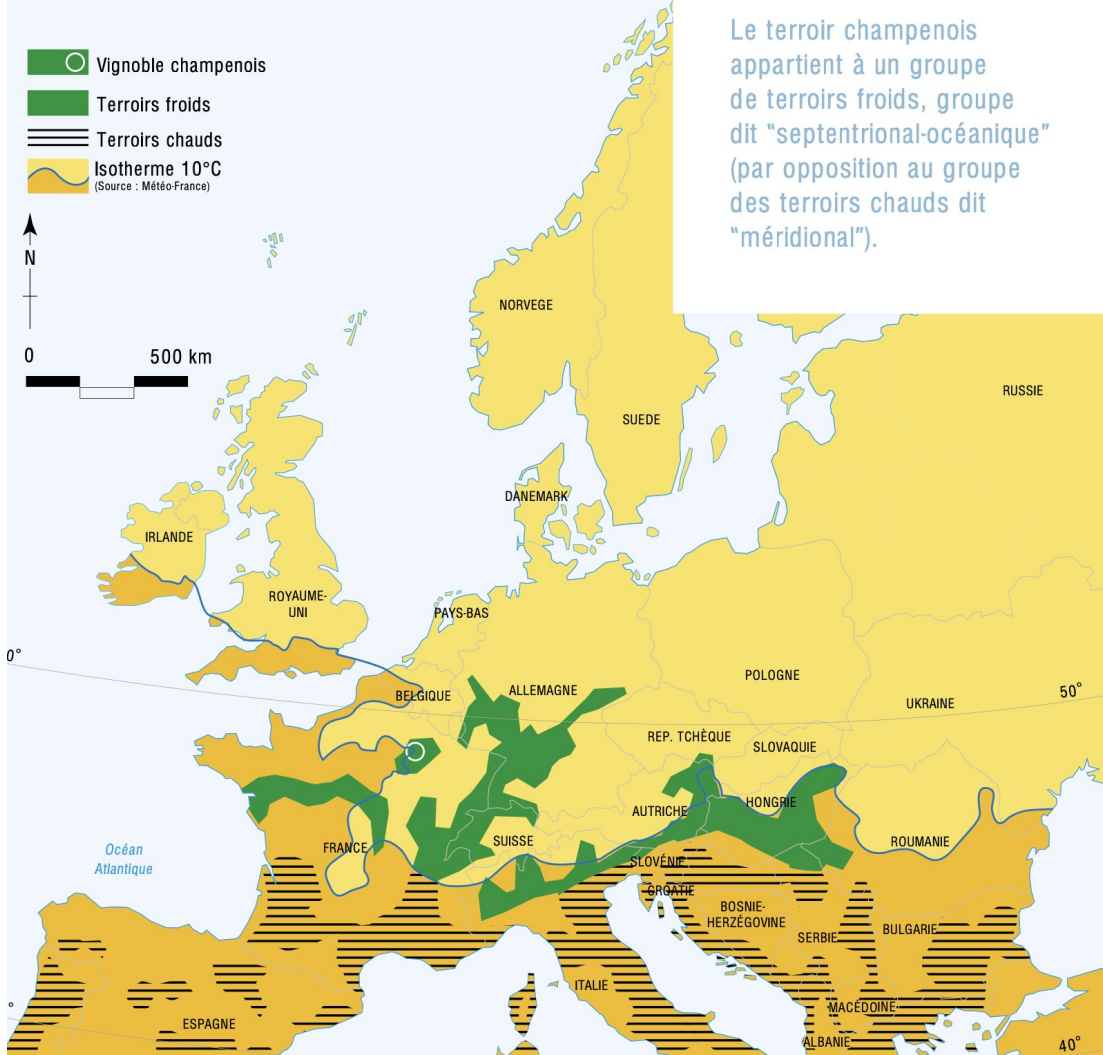 Vignoble champenois
Terroirs froids
Terroirs chauds
Isotherme 10°C
(Source : Météo-France)
N
0 500 km
Le terroir champenois
appartient à un groupe
de terroirs froids, groupe
dit "septentrional-océanique"
(par opposition au groupe
des terroirs chauds dit
"méridional").
NORVEGE
RUSSIE
SUEDE
DANEMARK
IRLANDE
ROYAUME-
UNI
PAYS-BAS
0°
BELGIQUE
ALLEMAGNE
POLOGNE
50°
UKRAINE
REP. TCHÈQUE
SLOVAQUIE
HONGRIE
AUTRICHE
ROUMANIE
FRANCE
SUISSE
Océan
Atlantique
SLOVÉNIE
CROATIE
BOSNIE-
HERZÉGOVINE
SERBIE
BULGARIE
ITALIE
MACÉDOINE
°
ESPAGNE
ALBANIE
40°